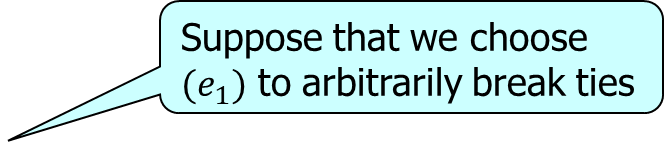 Suppose that we choose
(e₁) to arbitrarily break ties